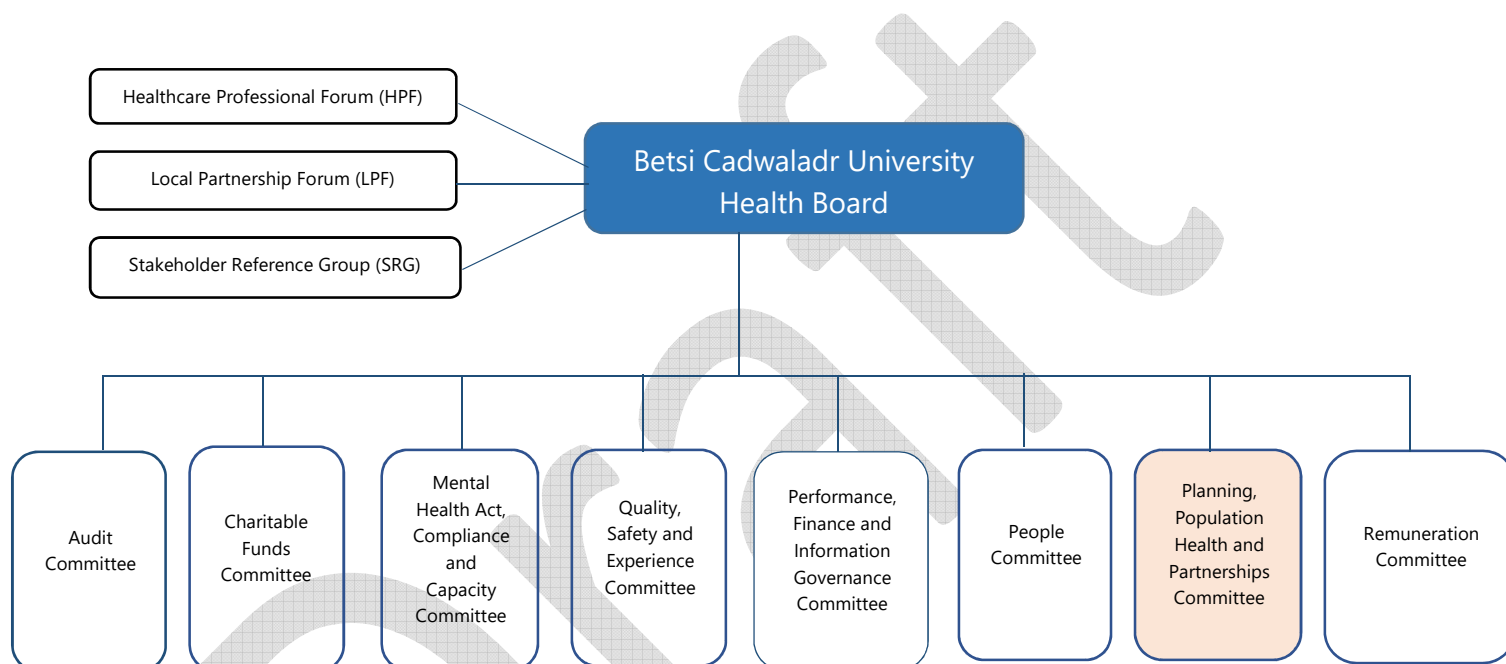 Healthcare Professional Forum (HPF)
Local Partnership Forum (LPF)
Stakeholder Reference Group (SRG)
Betsi Cadwaladr University
Health Board
Audit
Committee
Charitable
Funds
Committee
Mental
Health Act,
Compliance
and
Capacity
Committee
Quality,
Safety and
Experience
Committee
Performance,
Finance and
Information
Governance
Committee
People
Committee
Planning,
Population
Health and
Partnerships
Committee
Remuneration
Committee
Draft